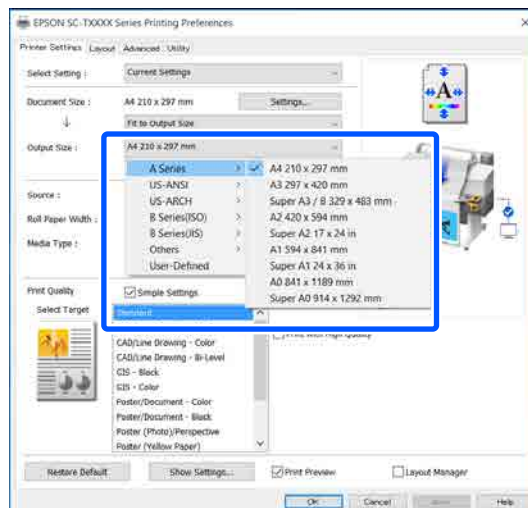 EPSON SC-TXXXX Series Printing Preferences
Printer Settings Layout Advanced Utility
Select Setting : Current Settings
Document Size : A4 210 x 297 mm Settings...
Fit to Output Size
Output Size : A4 210 x 297 mm
A Series A4 210 x 297 mm
US-ANSI A3 297 x 420 mm
US-ARCH Super A3 / B 329 x 483 mm
B Series(ISO) A2 420 x 594 mm
B Series(JIS) Super A2 17 x 24 in
Others A1 594 x 841 mm
User-Defined Super A1 24 x 36 in
A0 841 x 1189 mm
Super A0 914 x 1292 mm
Source :
Roll Paper Width :
Media Type :
Print Quality Simple Settings
Select Target Standard
CAD/Line Drawing - Color
CAD/Line Drawing - Bi-Level
GIS - Black
GIS - Color
Poster/Document - Color
Poster/Document - Black
Poster (Photo)/Perspective
Poster (Yellow Paper)
Print with High Quality
Restore Default Show Settings... Print Preview Layout Manager
OK Cancel Help